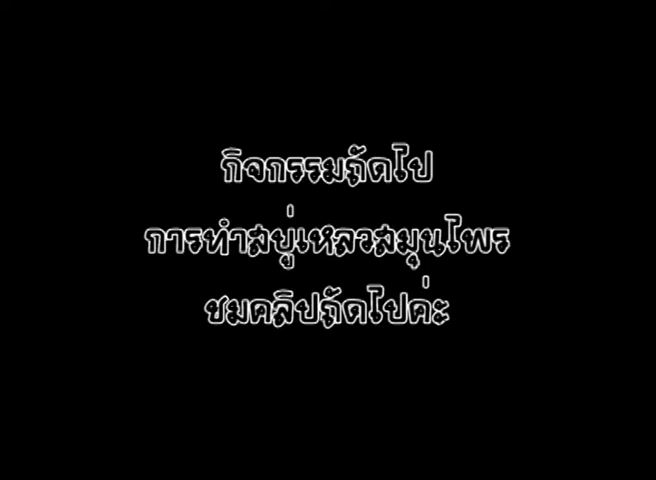 กิจกรรมถัดไป
การทำสบู่เหลวสมุนไพร
ชมคลิปถัดไปค่ะ